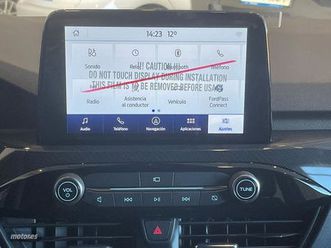 14:23 12°
!! CAUTION !!
DO NOT TOUCH DISPLAY DURING INSTALLATION
THIS FILM IS TO BE REMOVED BEFORE USAGE
Sonido Reloj Bluetooth Teléfono
Radio Asistencia al conductor Vehículo FordPass Connect
Audio Teléfono Navegación Aplicaciones Ajustes
VOL TUNE
motores